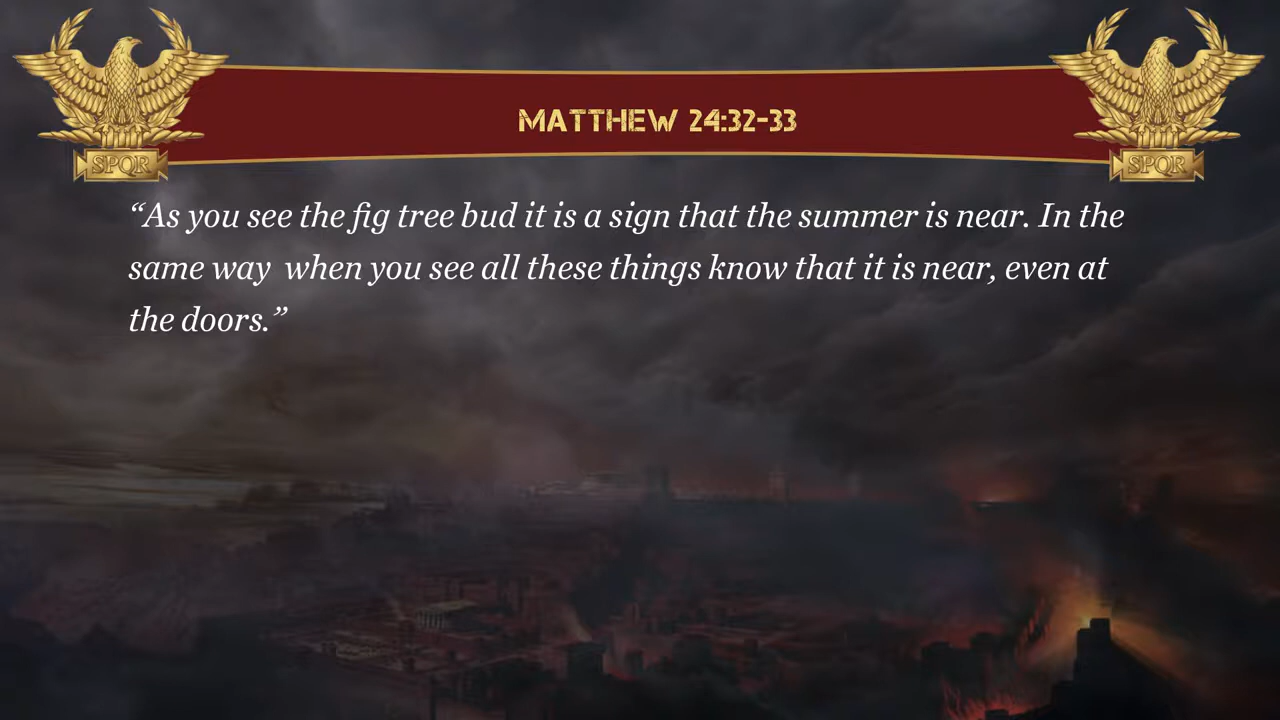 MATTHEW 24:32-33
SPQR
SPQR
“As you see the fig tree bud it is a sign that the summer is near. In the
same way  when you see all these things know that it is near, even at
the doors.”